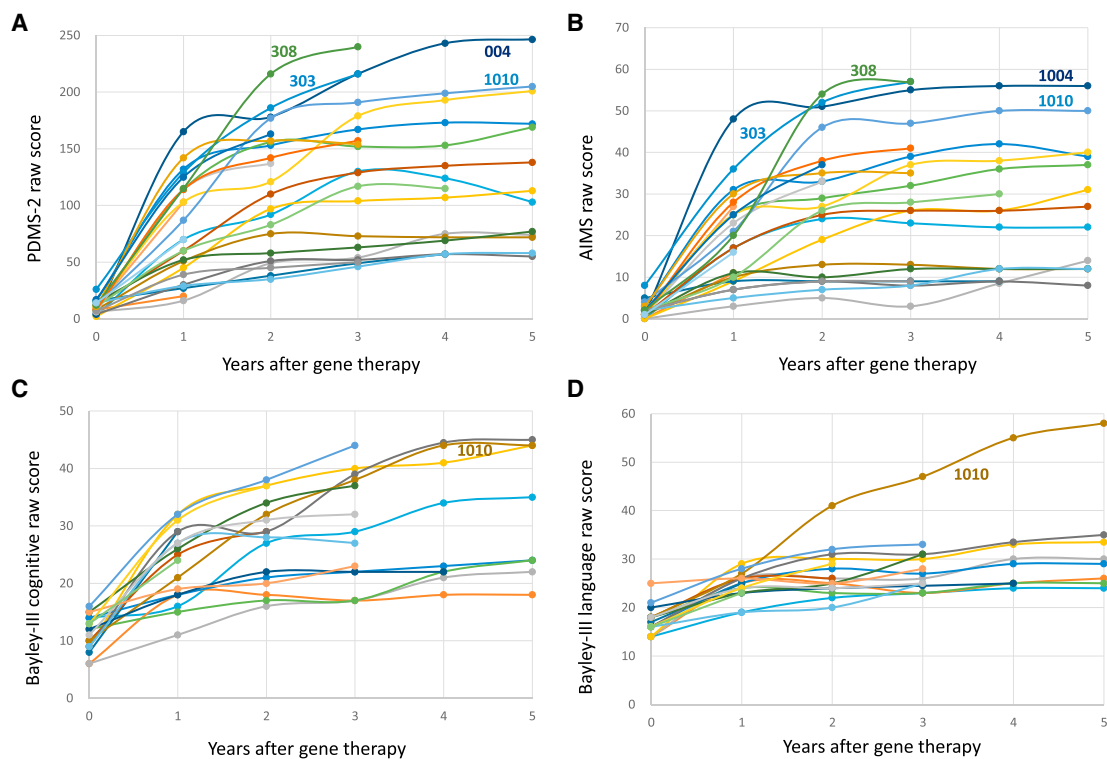 A
PDMS-2 raw score
250
200
150
100
50
0
308
303
004
1010
0 1 2 3 4 5
Years after gene therapy
B
AIMS raw score
70
60
50
40
30
20
10
0
308
303
1004
1010
0 1 2 3 4 5
Years after gene therapy
C
Bayley-III cognitive raw score
50
40
30
20
10
0
1010
0 1 2 3 4 5
Years after gene therapy
D
Bayley-III language raw score
60
50
40
30
20
10
0
1010
0 1 2 3 4 5
Years after gene therapy